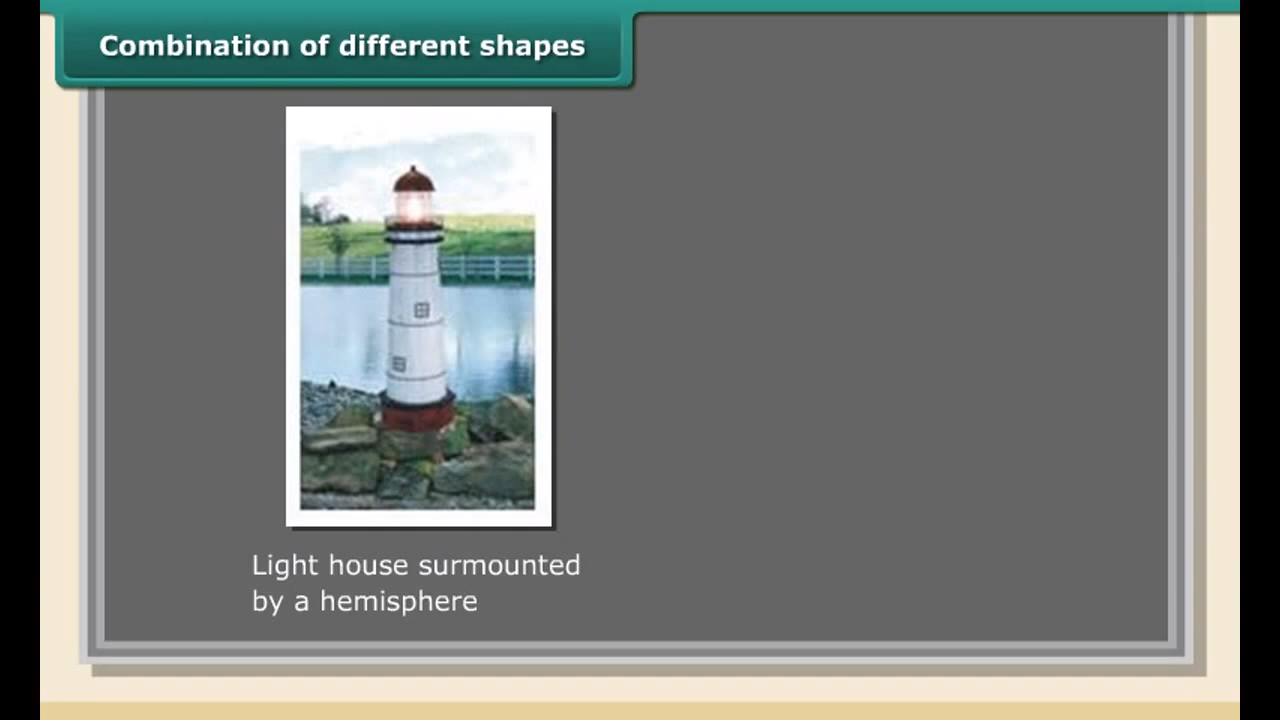 Combination of different shapes
Light house surmounted
by a hemisphere